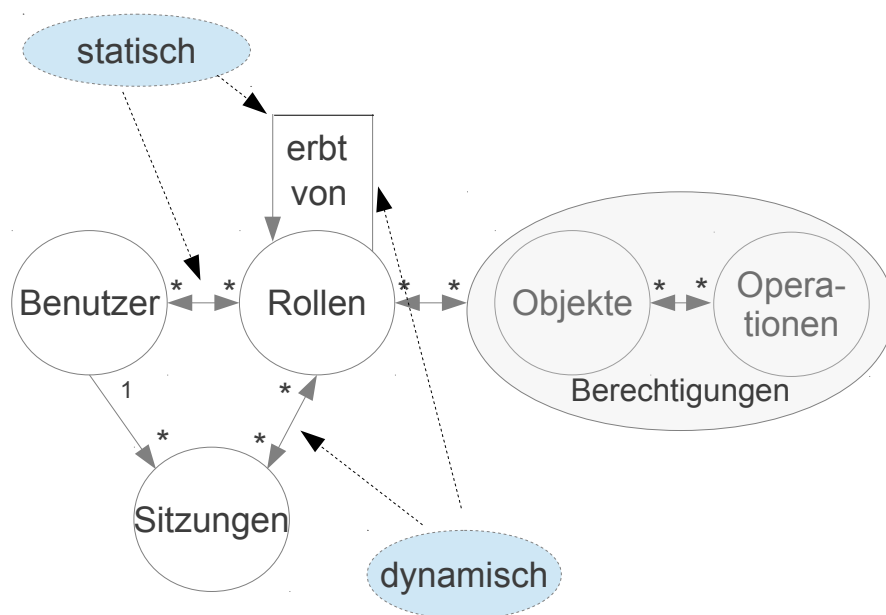 statisch
erbt
von
* * * * * *
Benutzer Rollen Objekte Opera-
tionen
Berechtigungen
1 *
* *
Sitzungen
dynamisch